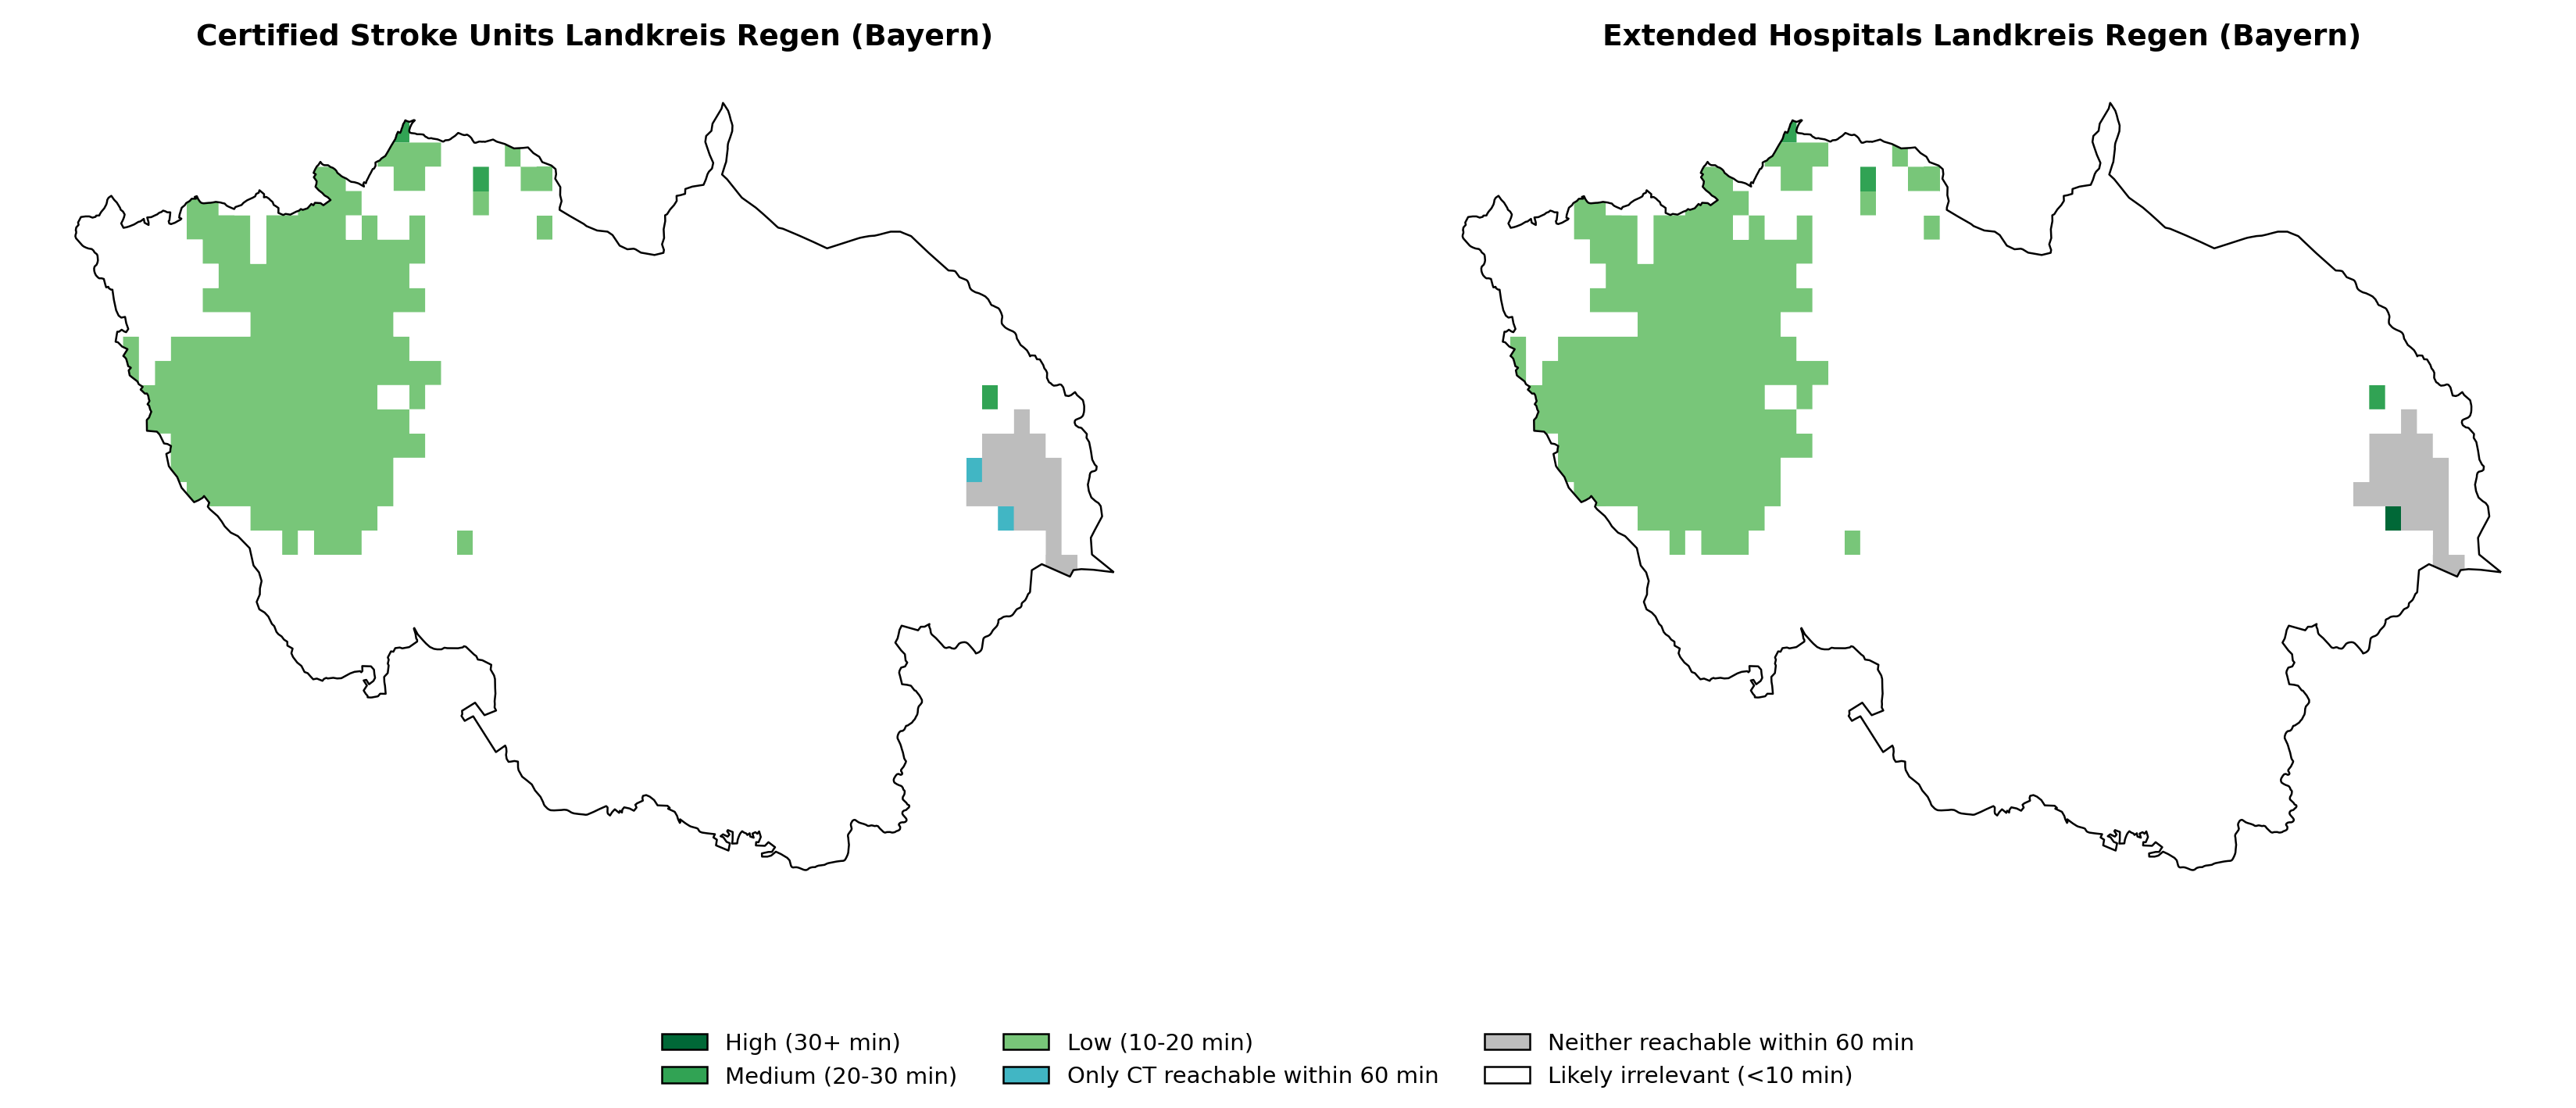 Certified Stroke Units Landkreis Regen (Bayern)
Extended Hospitals Landkreis Regen (Bayern)
High (30+ min)
Medium (20-30 min)
Low (10-20 min)
Only CT reachable within 60 min
Neither reachable within 60 min
Likely irrelevant (<10 min)